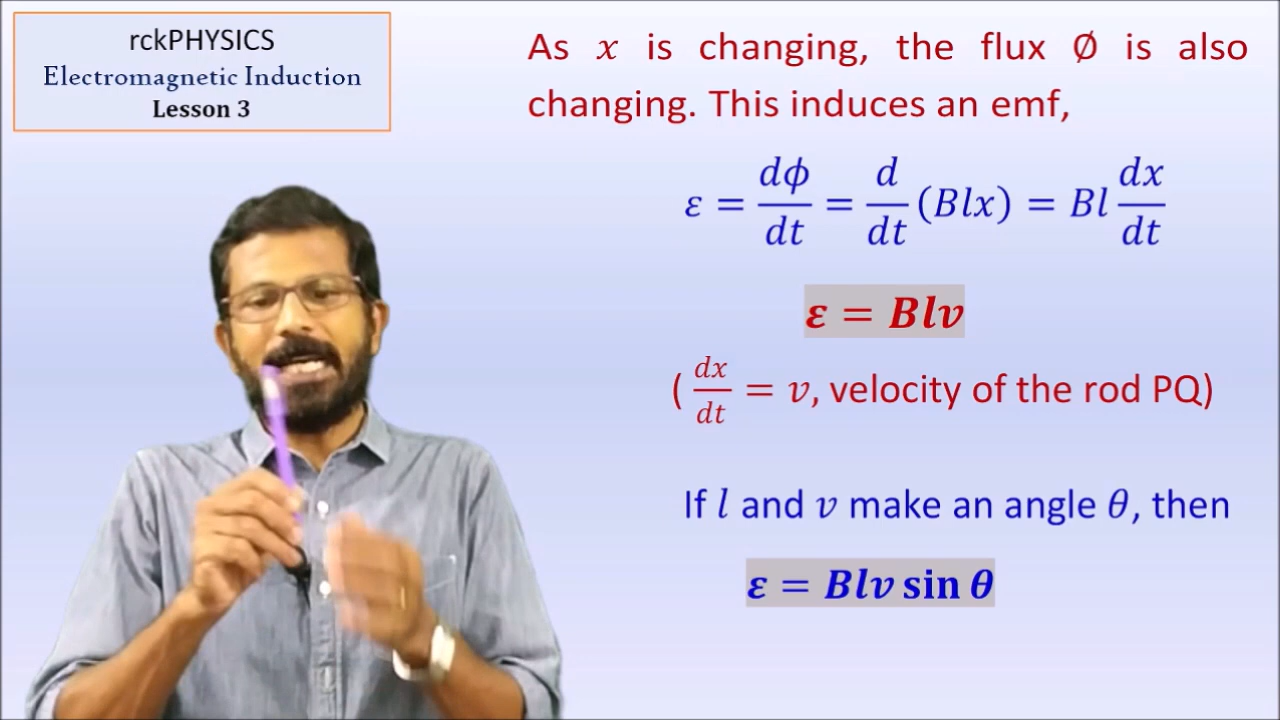 rckPHYSICS
Electromagnetic Induction
Lesson 3
As x is changing, the flux Ø is also
changing. This induces an emf,
ε = dϕ/dt = d/dt (Blx) = Bl dx/dt
ε = Blv
( dx/dt = v, velocity of the rod PQ)
If l and v make an angle θ, then
ε = Blv sin θ